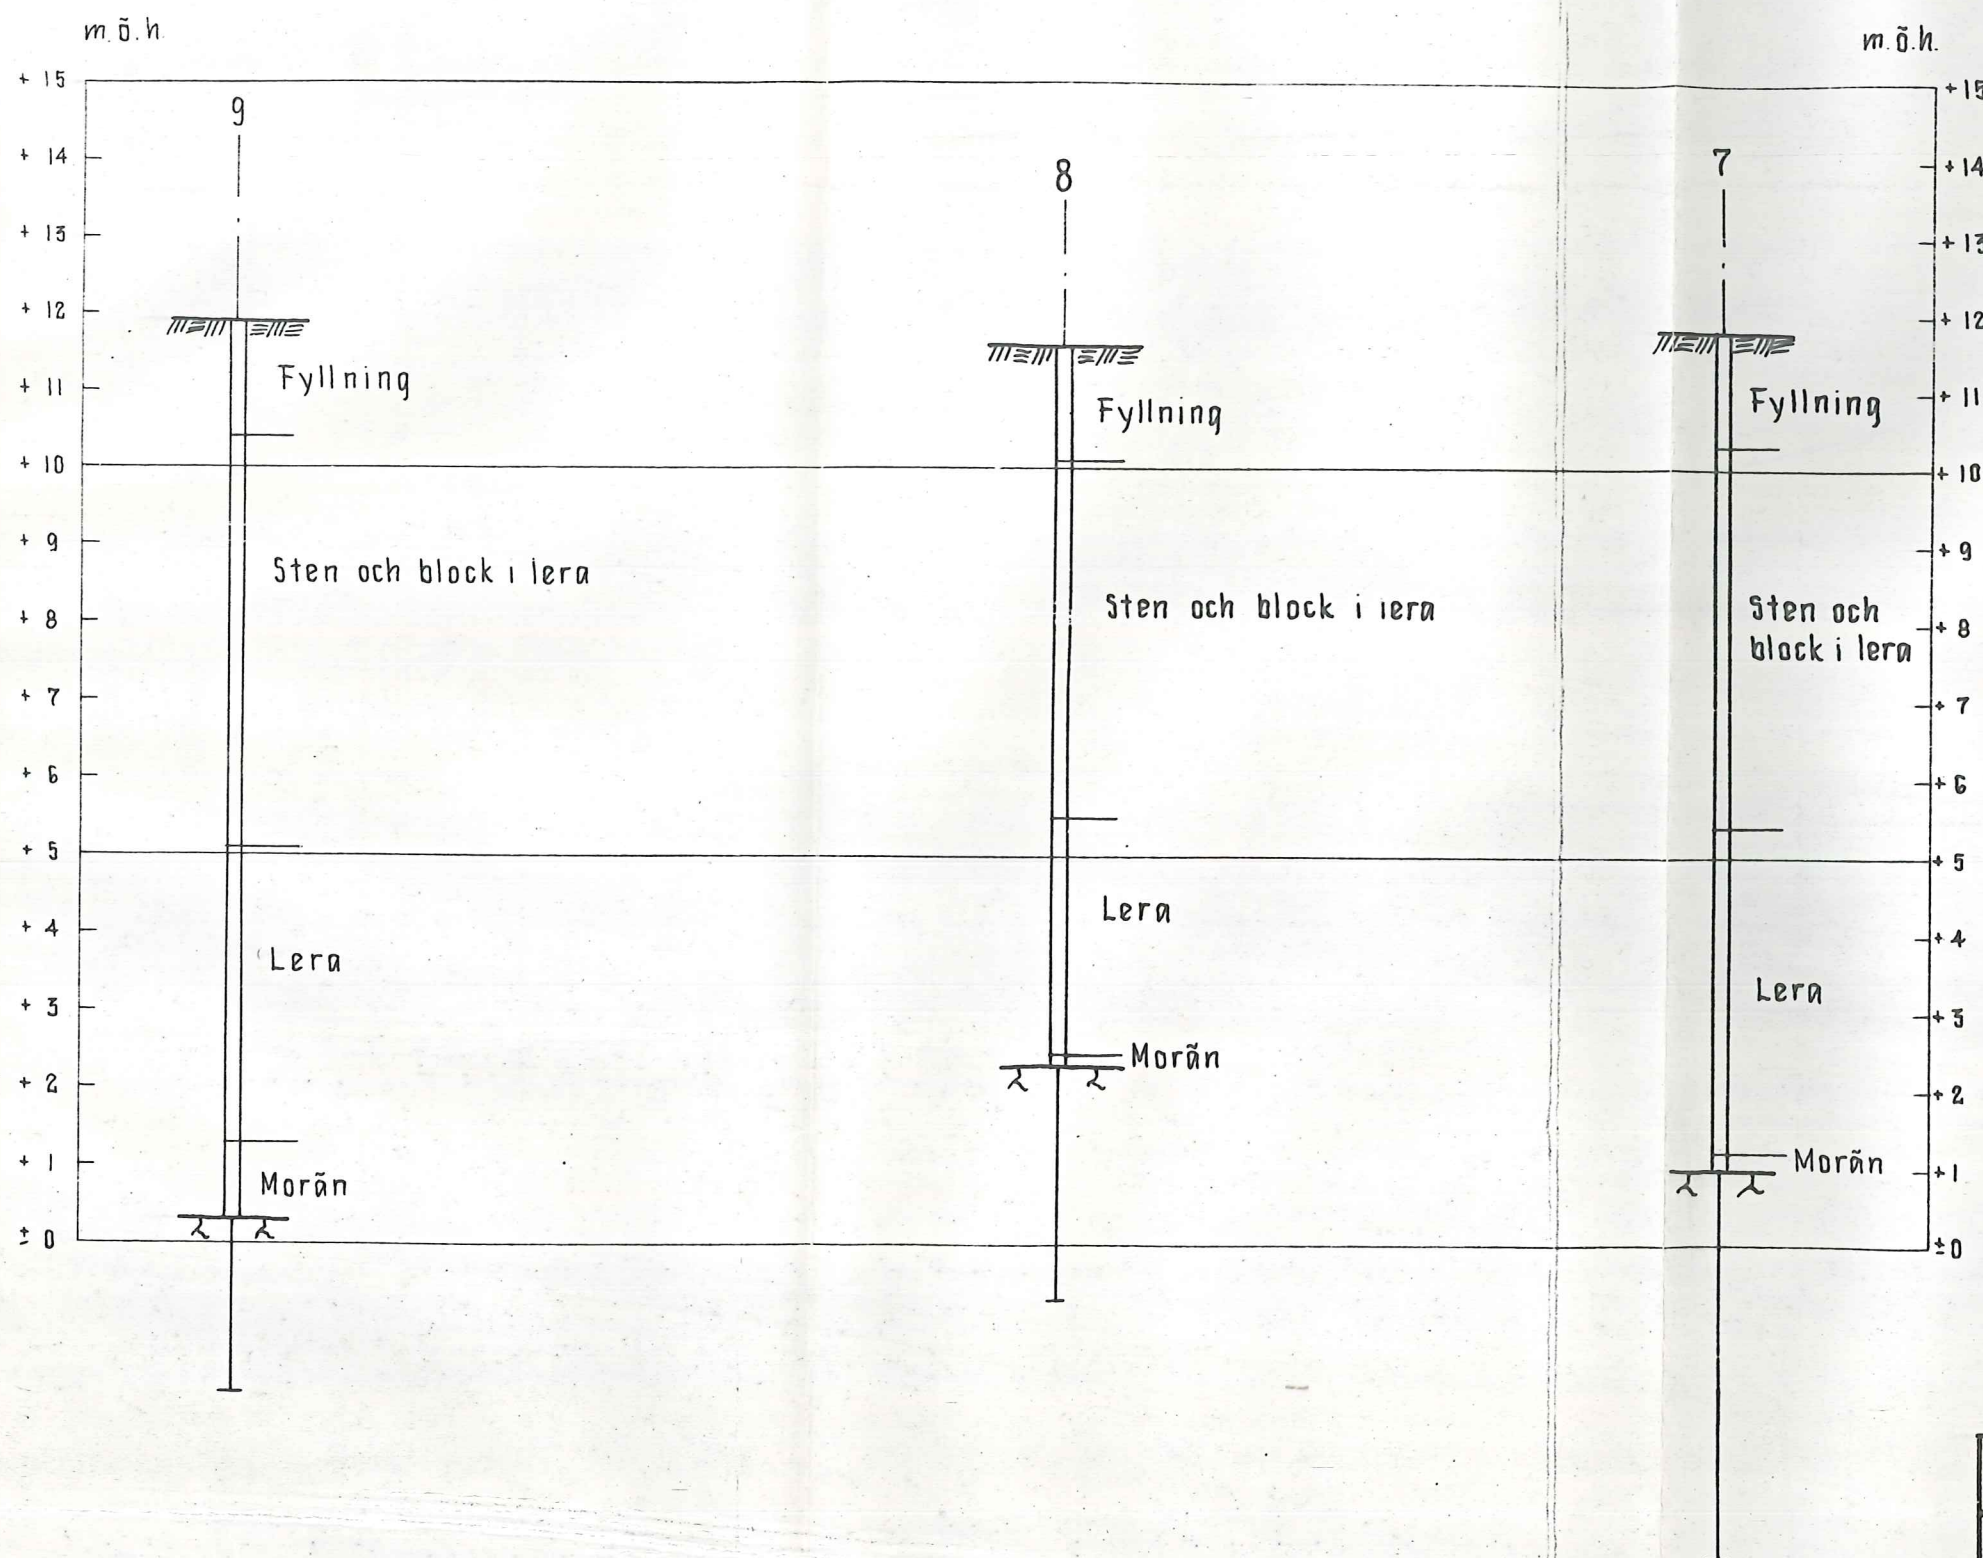 m.ö.h.
m.ö.h.
+ 15
+ 15
9
+ 14
7
+ 14
8
+ 13
+ 13
+ 12
+ 12
Fyllning
+ 11
Fyllning
Fyllning
+ 11
+ 10
+ 10
+ 9
+ 9
Sten och block i lera
Sten och block i lera
Sten och
block i lera
+ 8
+ 8
+ 7
+ 7
+ 6
+ 6
+ 5
+ 5
Lera
+ 4
+ 4
Lera
Lera
+ 3
+ 3
Morän
+ 2
+ 2
+ 1
Morän
Morän
+ 1
± 0
± 0